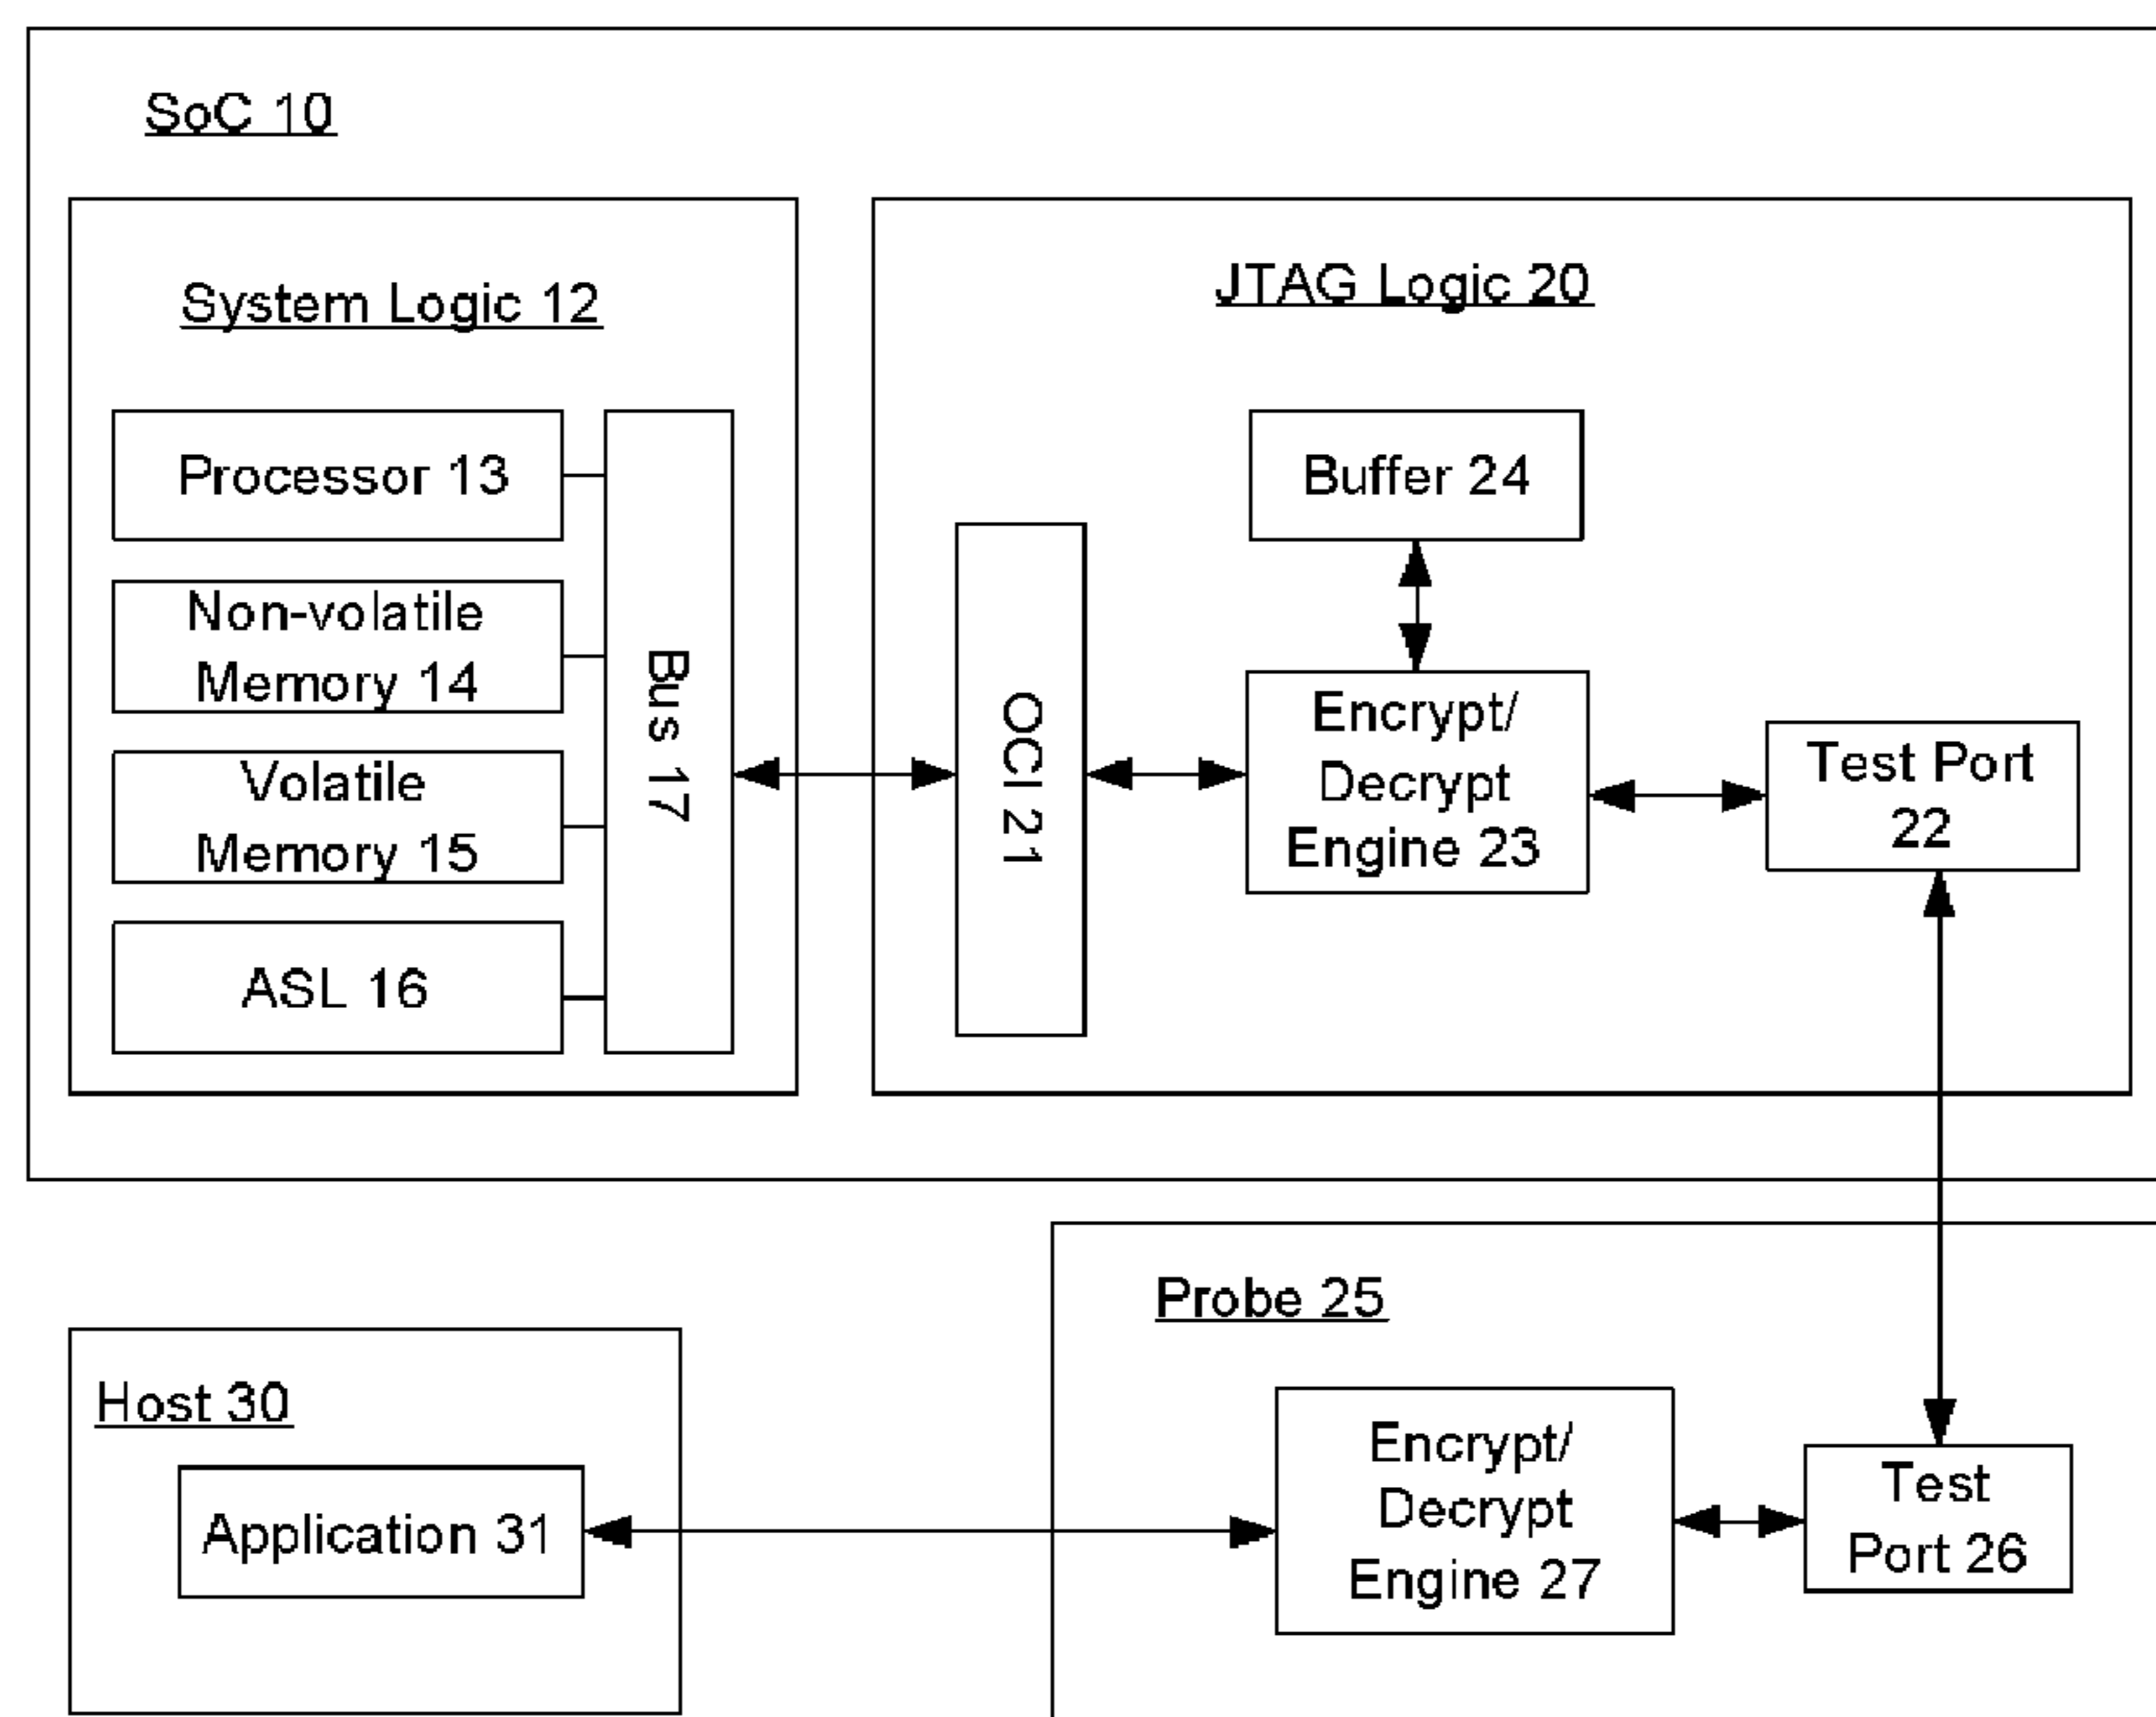 SoC 10
System Logic 12
Processor 13
Non-volatile
Memory 14
Volatile
Memory 15
ASL 16
Bus 17
JTAG Logic 20
Buffer 24
OCI 21
Encrypt/
Decrypt
Engine 23
Test Port
22
Host 30
Application 31
Probe 25
Encrypt/
Decrypt
Engine 27
Test
Port 26